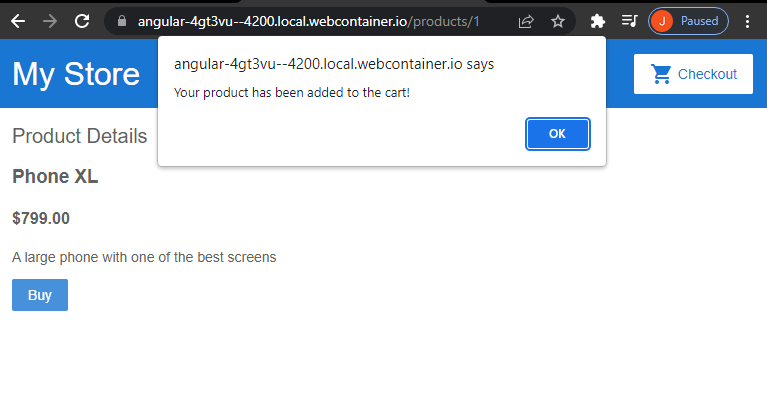 angular-4gt3vu--4200.local.webcontainer.io/products/1
J Paused
My Store
angular-4gt3vu--4200.local.webcontainer.io says
Your product has been added to the cart!
OK
Checkout
Product Details
Phone XL
$799.00
A large phone with one of the best screens
Buy